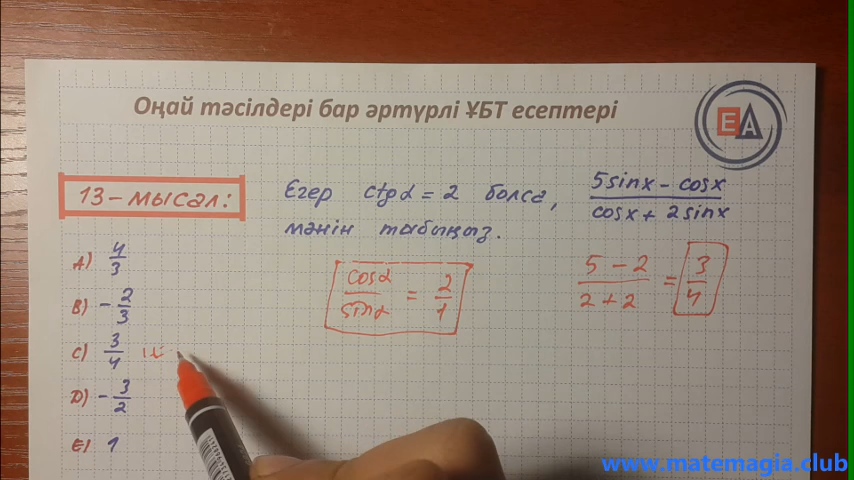 Оңай тәсілдері бар әртүрлі ҰБТ есептері
EA
13-мысал:
Егер ctgα = 2 болса, 5sinx - cosx / cosx + 2sinx
мәнін табыңыз.
A) 4/3
B) - 2/3
C) 3/4
D) - 3/2
E) 1
cosα / sinα = 2/1
5 - 2 / 2 + 2 = 3/4
www.matemagia.club